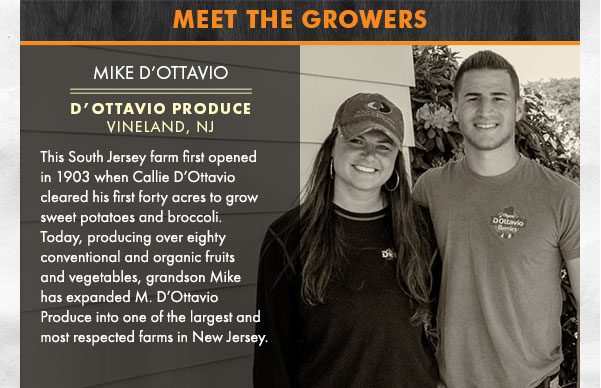 MEET THE GROWERS
MIKE D'OTTAVIO
D'OTTAVIO PRODUCE
VINELAND, NJ
This South Jersey farm first opened
in 1903 when Callie D'Ottavio
cleared his first forty acres to grow
sweet potatoes and broccoli.
Today, producing over eighty
conventional and organic fruits
and vegetables, grandson Mike
has expanded M. D'Ottavio
Produce into one of the largest and
most respected farms in New Jersey.
D'Ottavio
Berries